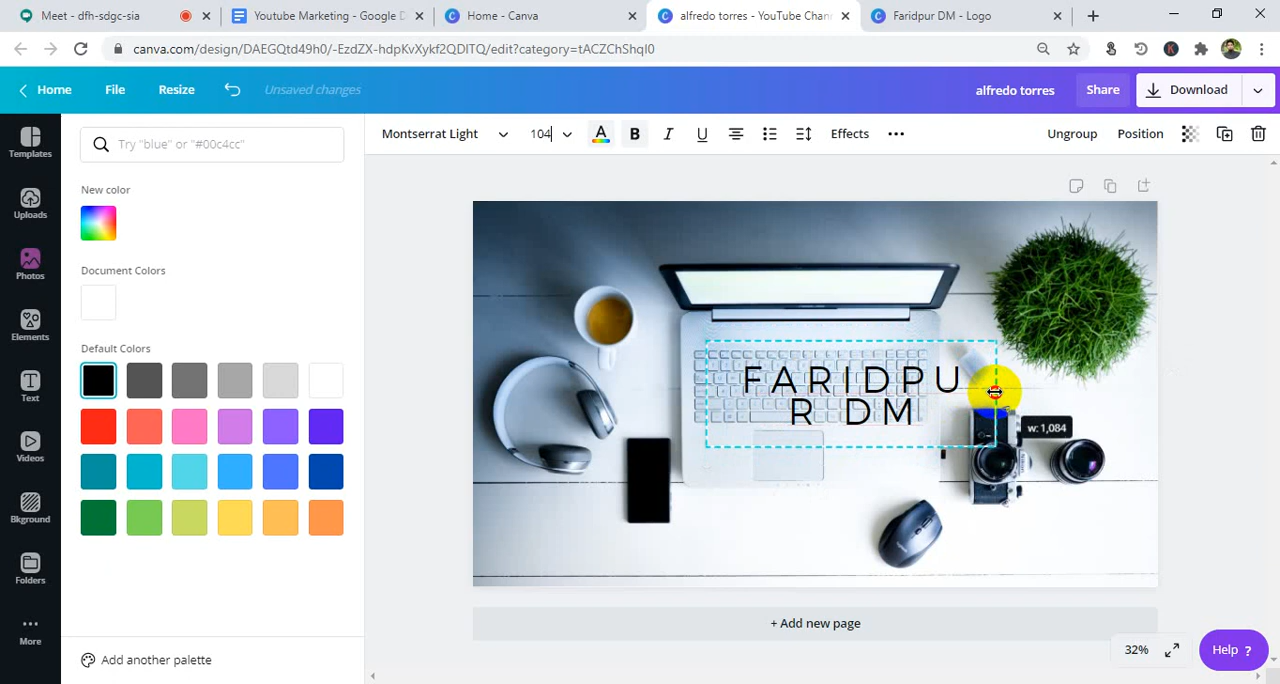 Meet - dfh-sdgc-sia
Youtube Marketing - Google D
Home - Canva
alfredo torres - YouTube Chann
Faridpur DM - Logo
canva.com/design/DAEGQtd49h0/-EzdZX-hdpKvXykf2QDlTQ/edit?category=tACZChShqI0
Home
File
Resize
Unsaved changes
alfredo torres
Share
Download
Templates
Uploads
Photos
Elements
Text
Videos
Bkground
Folders
More
Try "blue" or "#00c4cc"
New color
Document Colors
Default Colors
Add another palette
Montserrat Light
104
A
B
I
U
Effects
Ungroup
Position
FARIDPU
R DM
w: 1,084
+ Add new page
32%
Help ?